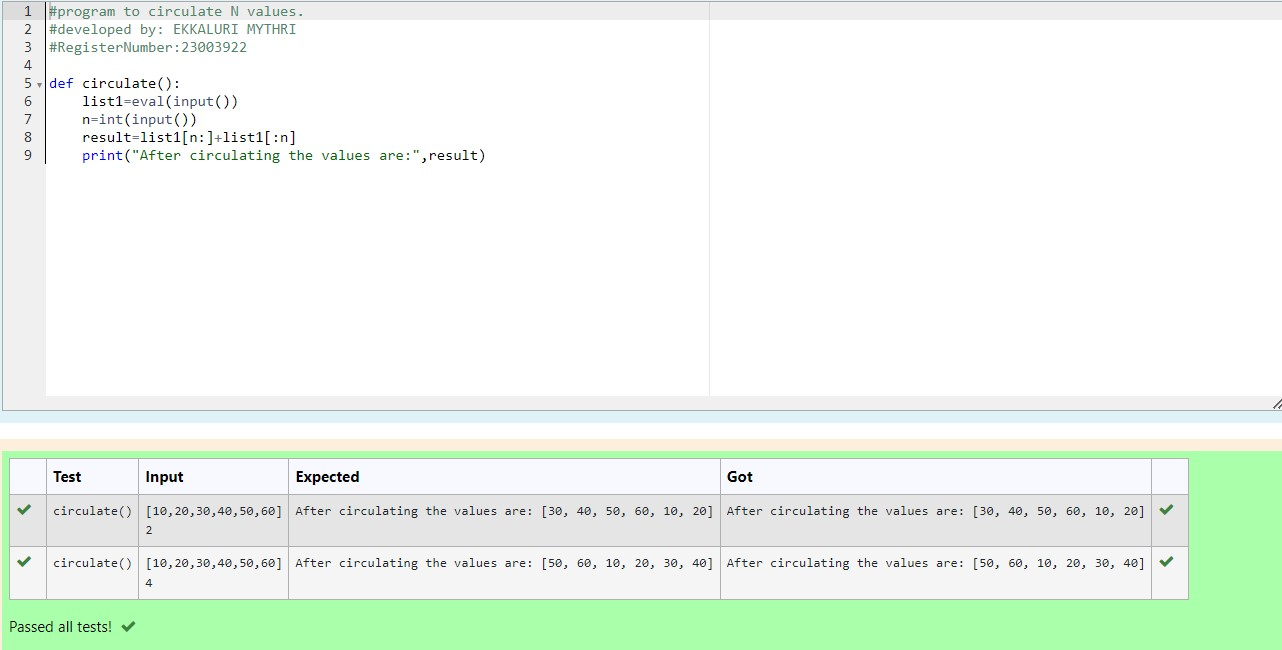 1 #program to circulate N values.
2 #developed by: EKKALURI MYTHRI
3 #RegisterNumber:23003922
4
5 def circulate():
6     list1=eval(input())
7     n=int(input())
8     result=list1[n:]+list1[:n]
9     print("After circulating the values are:",result)
Test Input Expected Got
circulate() [10,20,30,40,50,60] After circulating the values are: [30, 40, 50, 60, 10, 20] After circulating the values are: [30, 40, 50, 60, 10, 20]
2
circulate() [10,20,30,40,50,60] After circulating the values are: [50, 60, 10, 20, 30, 40] After circulating the values are: [50, 60, 10, 20, 30, 40]
4
Passed all tests!